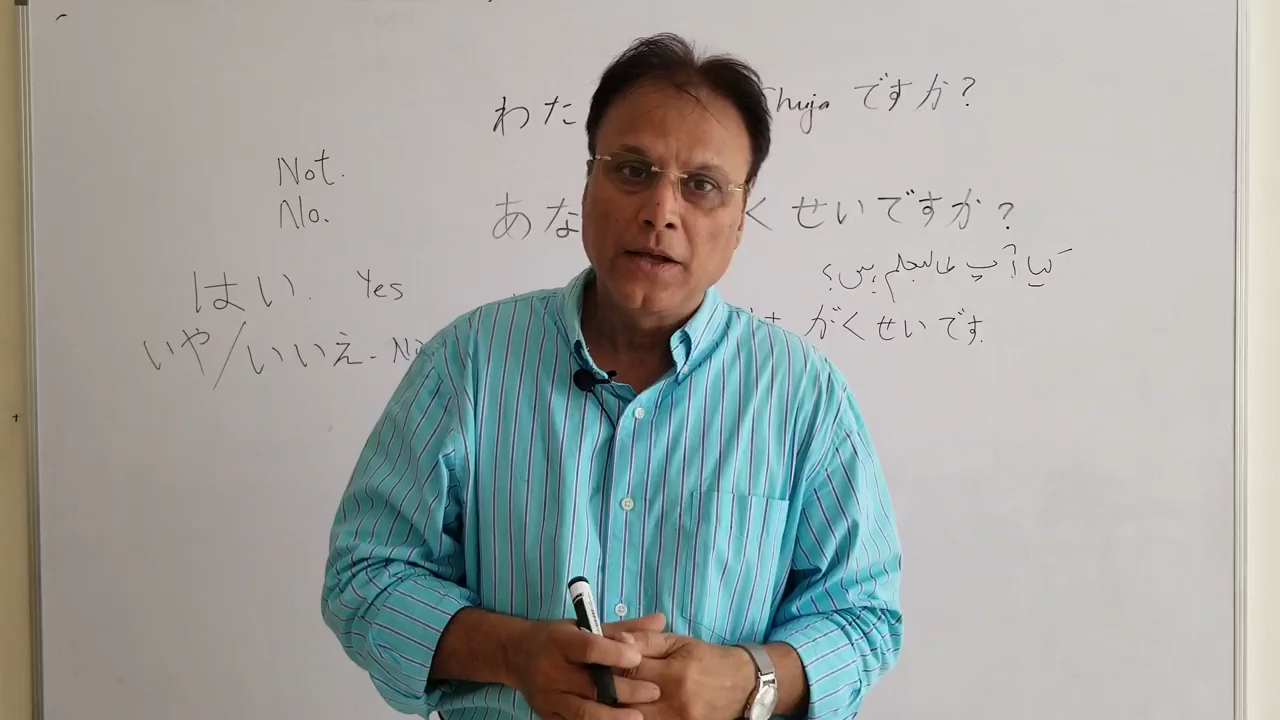 わた Shuja ですか?
Not.
No.
あな くせいですか?
کیا آپ طالبعلم ہیں؟
はい. Yes
がくせいです.
いや/いいえ - No